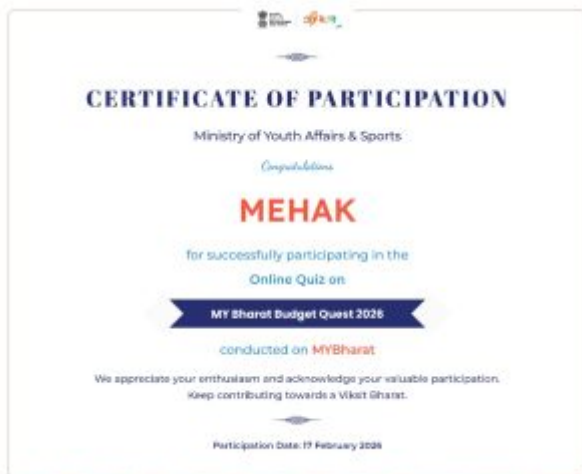 CERTIFICATE OF PARTICIPATION
Ministry of Youth Affairs & Sports
Congratulations
MEHAK
for successfully participating in the
Online Quiz on
MY Bharat Budget Quest 2026
conducted on MYBharat
We appreciate your enthusiasm and acknowledge your valuable participation.
Keep contributing towards a Viksit Bharat.
Participation Date: 17 February 2026